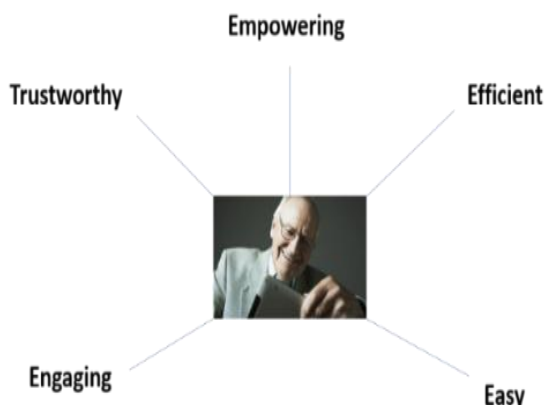 Empowering
Trustworthy
Efficient
Engaging
Easy